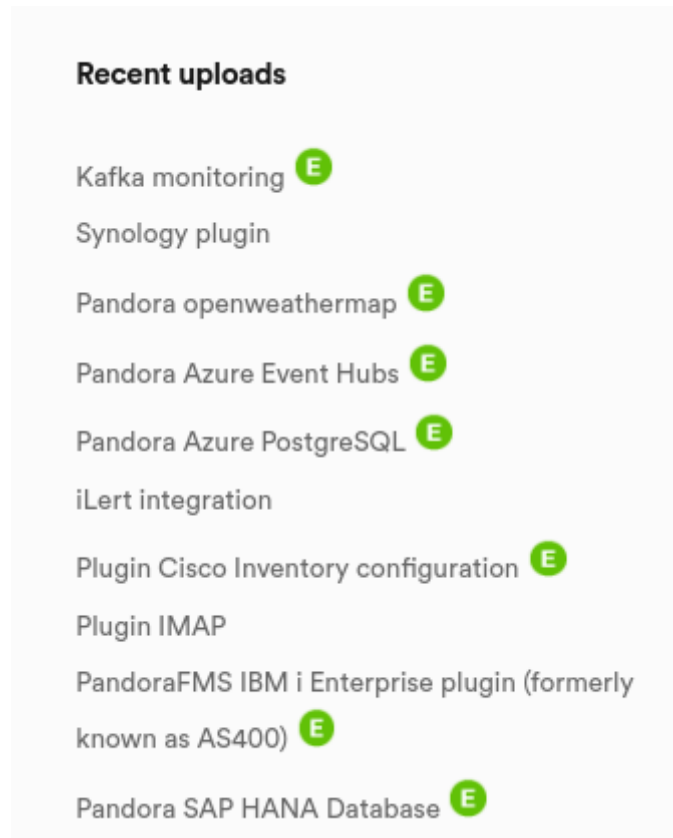 Recent uploads
Kafka monitoring E
Synology plugin
Pandora openweathermap E
Pandora Azure Event Hubs E
Pandora Azure PostgreSQL E
iLert integration
Plugin Cisco Inventory configuration E
Plugin IMAP
PandoraFMS IBM i Enterprise plugin (formerly
known as AS400) E
Pandora SAP HANA Database E